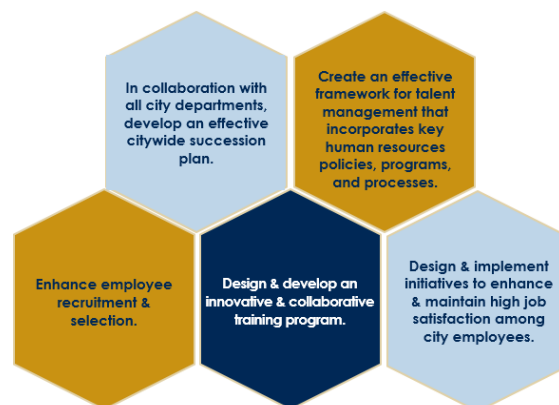 In collaboration with
all city departments,
develop an effective
citywide succession
plan.
Create an effective
framework for talent
management that
incorporates key
human resources
policies, programs,
and processes.
Enhance employee
recruitment &
selection.
Design & develop an
innovative & collaborative
training program.
Design & implement
initiatives to enhance
& maintain high job
satisfaction among
city employees.